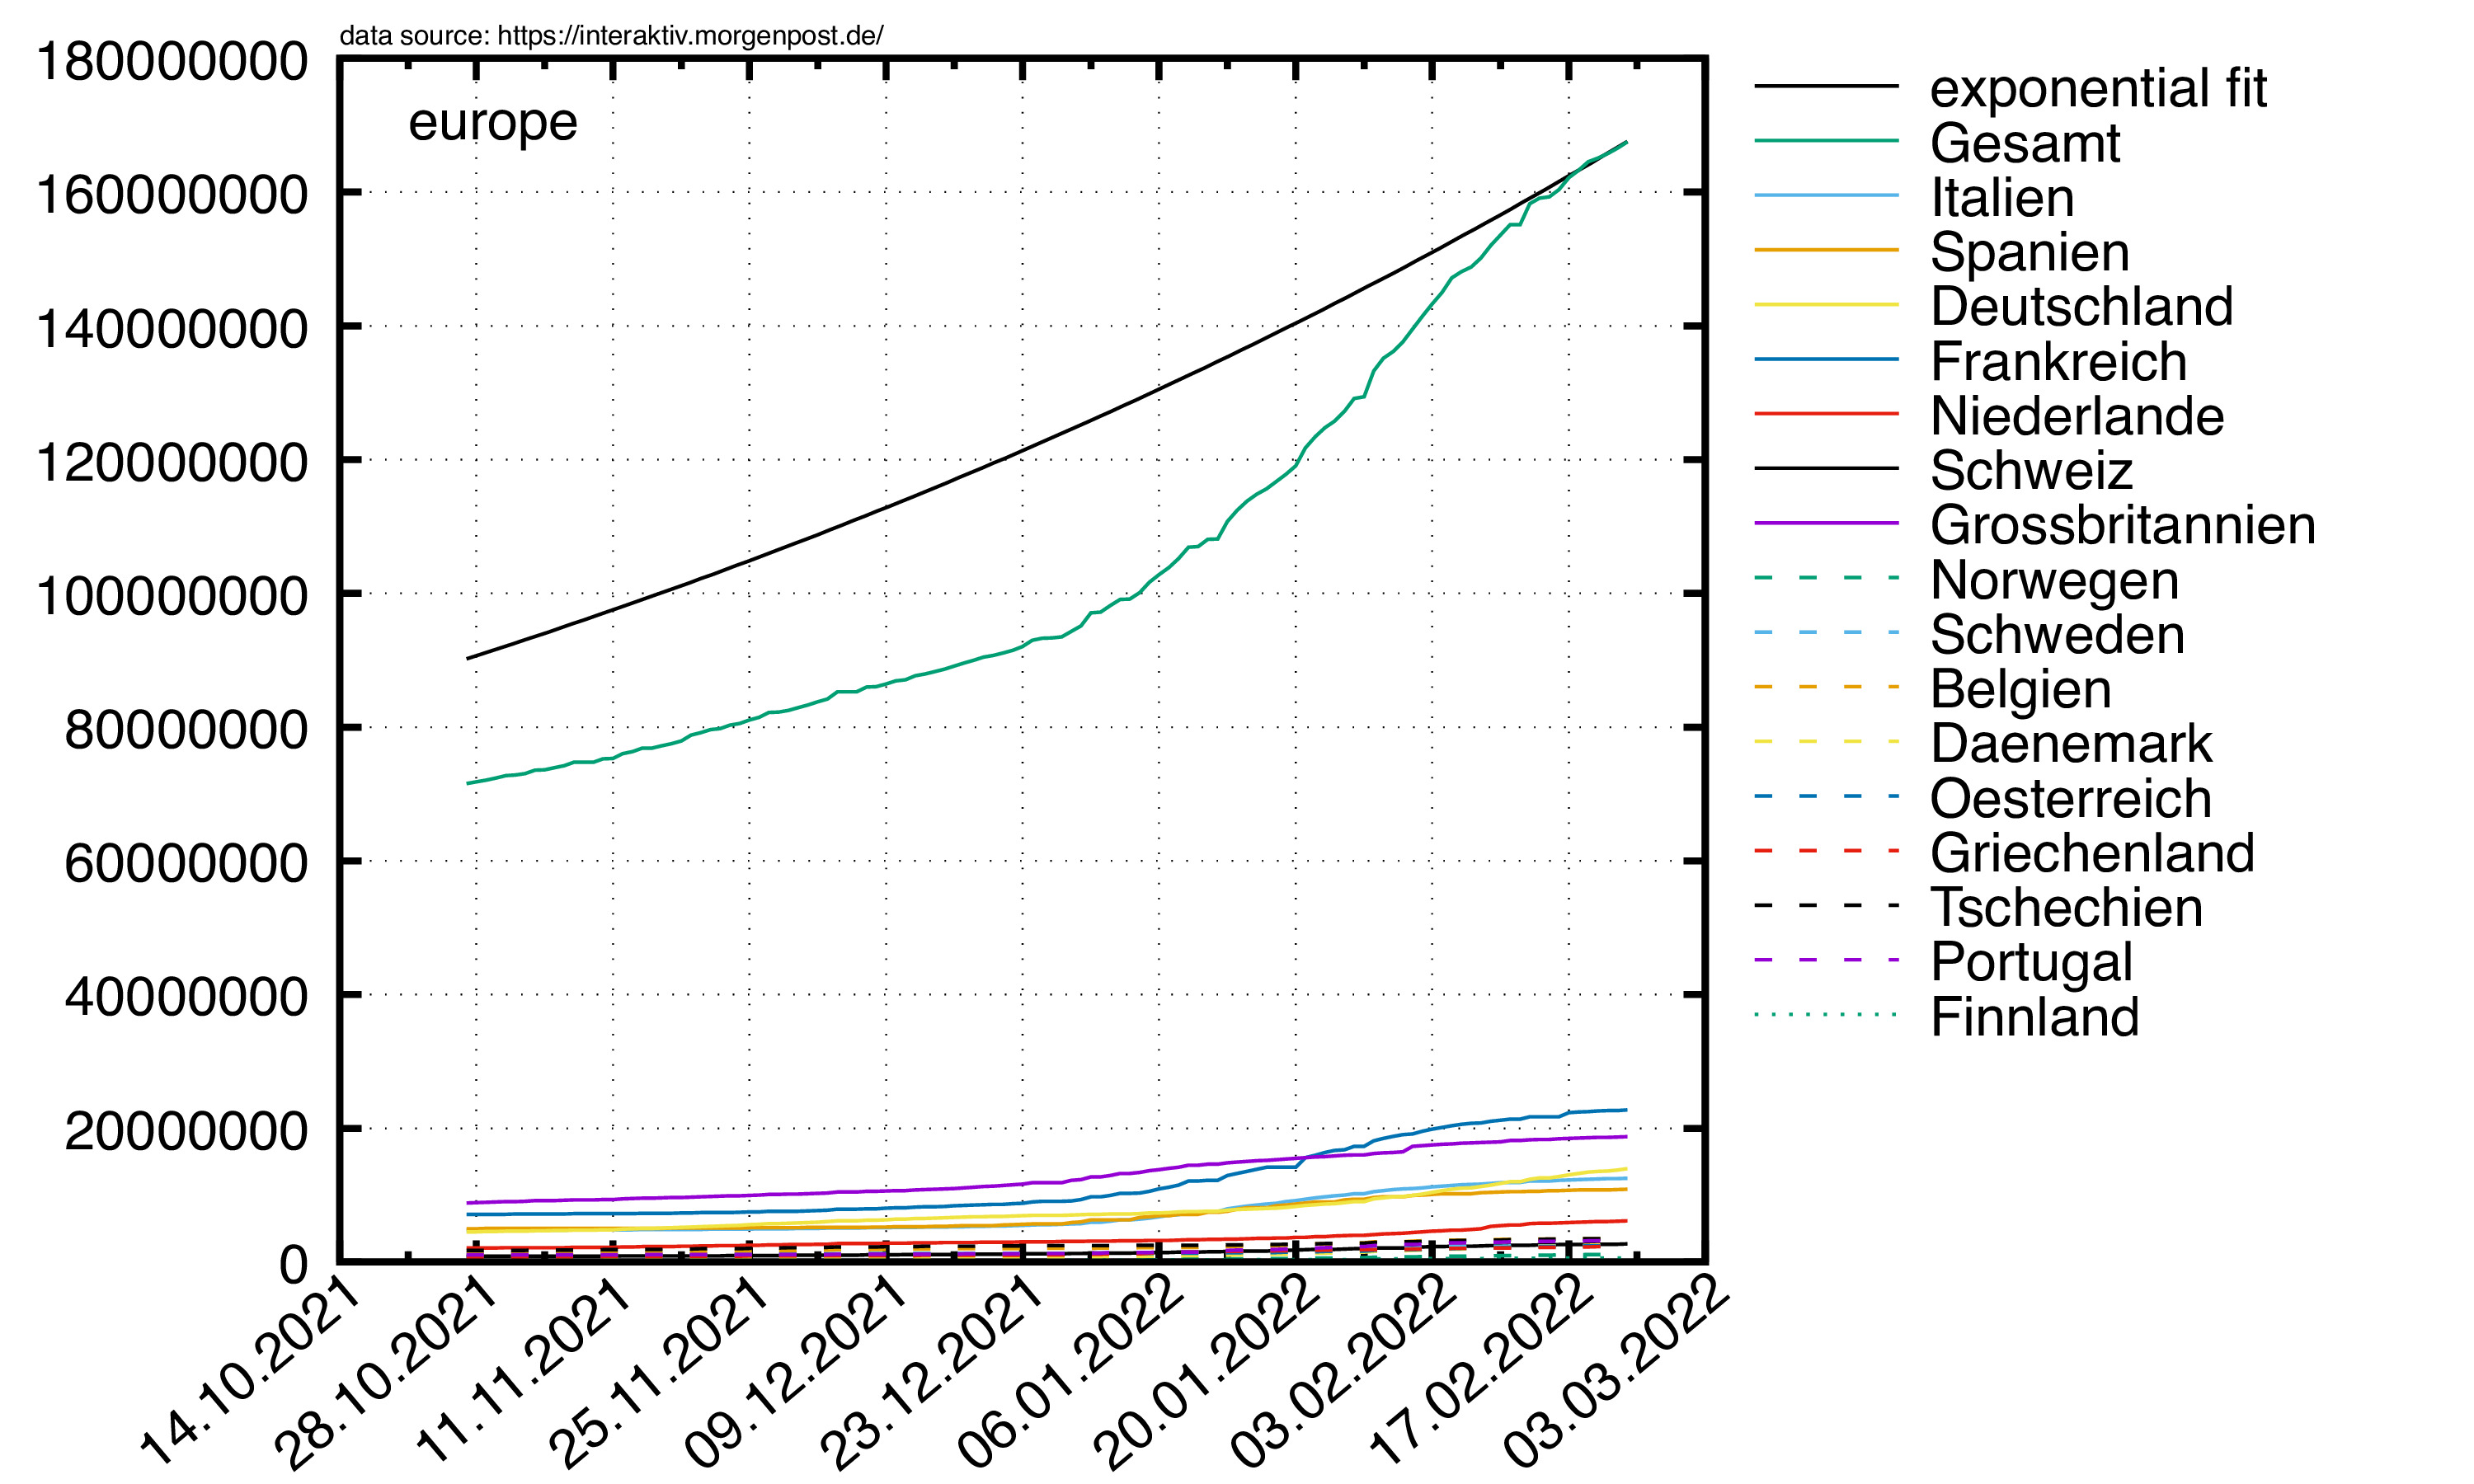 data source: https://interaktiv.morgenpost.de/
180000000
160000000
140000000
120000000
100000000
80000000
60000000
40000000
20000000
0
europe
exponential fit
Gesamt
Italien
Spanien
Deutschland
Frankreich
Niederlande
Schweiz
Grossbritannien
Norwegen
Schweden
Belgien
Daenemark
Oesterreich
Griechenland
Tschechien
Portugal
Finnland
14.10.2021
28.10.2021
11.11.2021
25.11.2021
09.12.2021
23.12.2021
06.01.2022
20.01.2022
03.02.2022
17.02.2022
03.03.2022